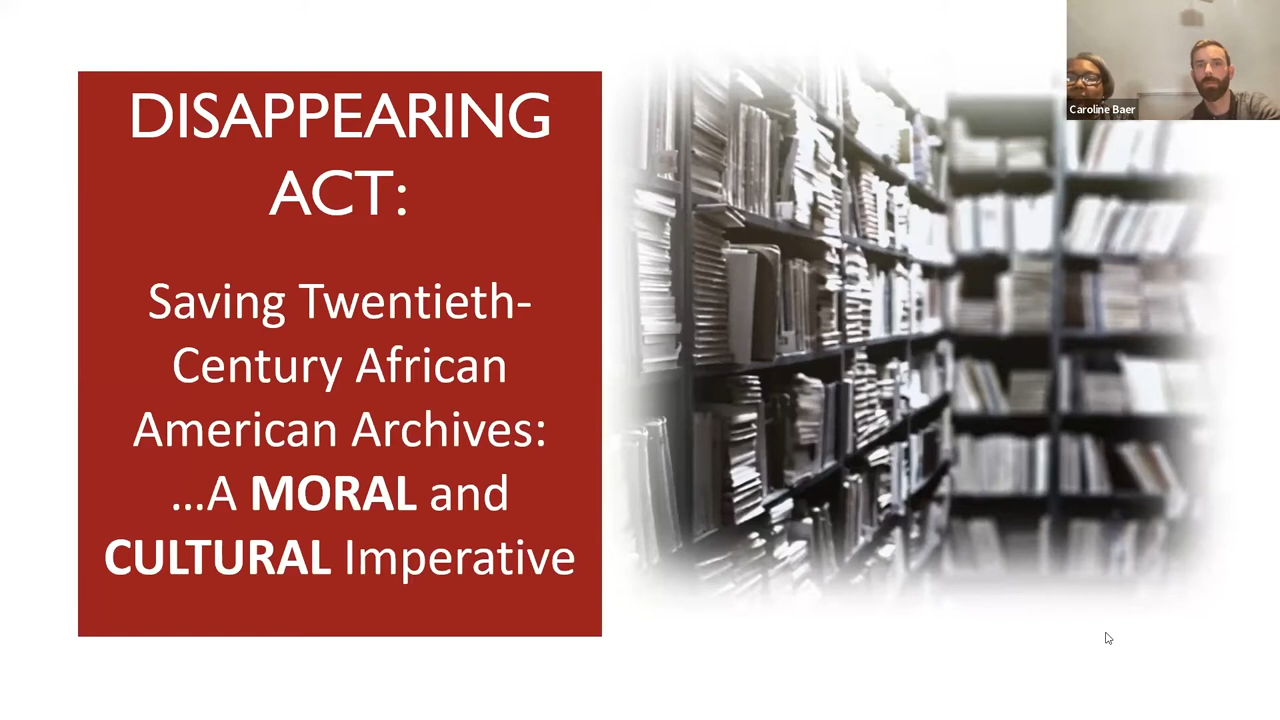 DISAPPEARING
ACT:
Saving Twentieth-
Century African
American Archives:
...A MORAL and
CULTURAL Imperative
Caroline Baer